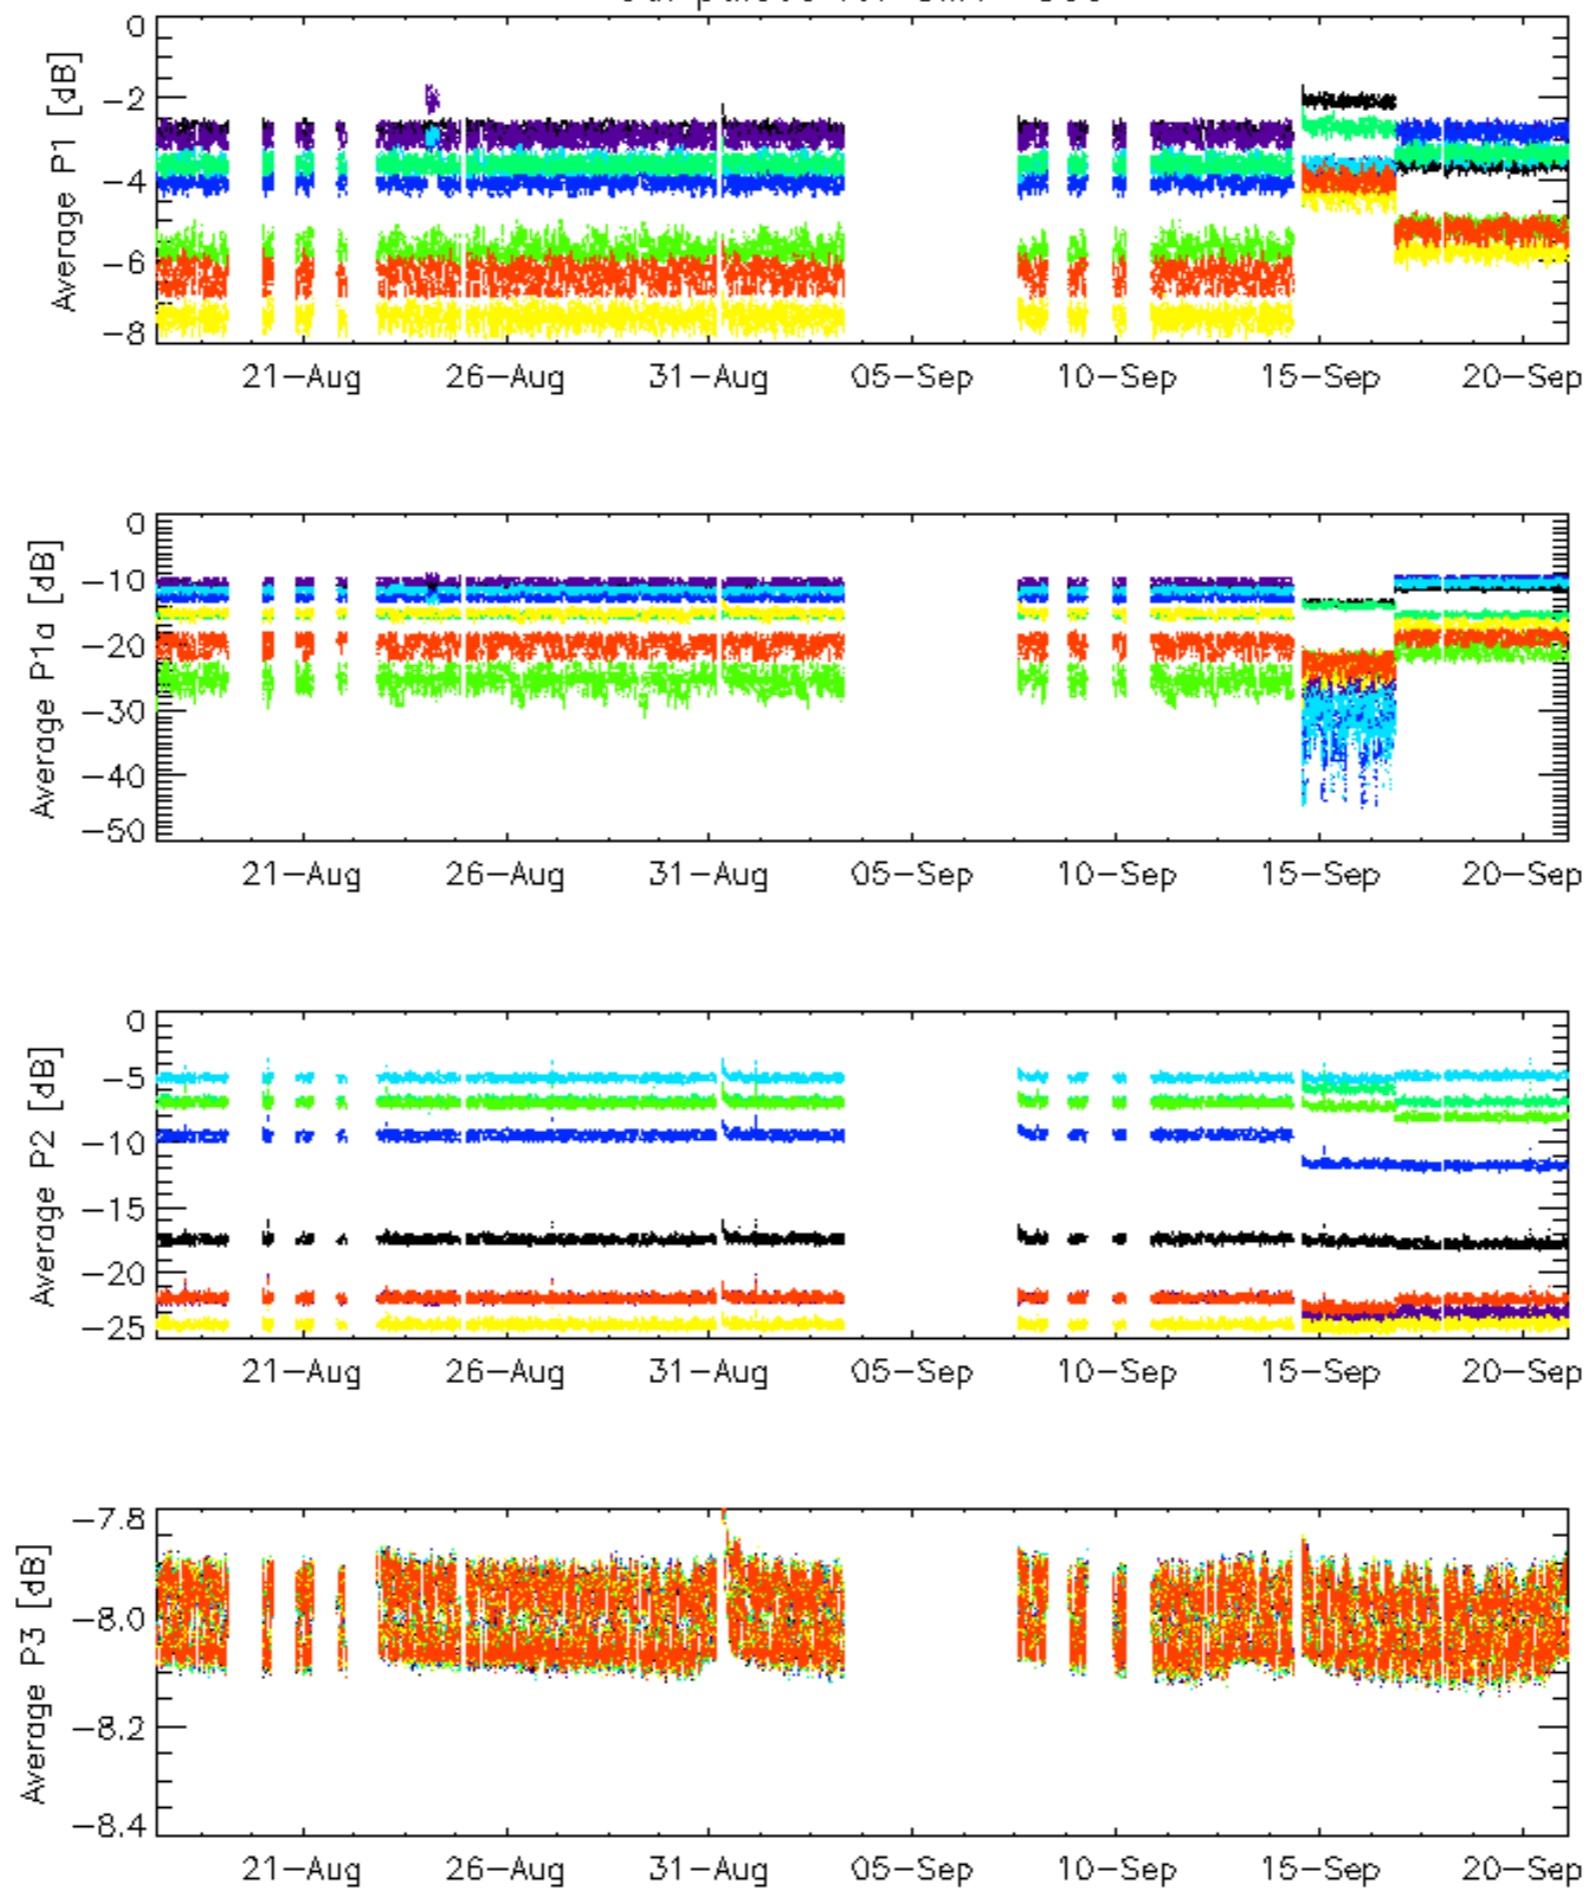 0
−2
−4
−6
−8
Average P1 [dB]
21−Aug 26−Aug 31−Aug 05−Sep 10−Sep 15−Sep 20−Sep
0
−10
−20
−30
−40
−50
Average P1a [dB]
21−Aug 26−Aug 31−Aug 05−Sep 10−Sep 15−Sep 20−Sep
0
−5
−10
−15
−20
−25
Average P2 [dB]
21−Aug 26−Aug 31−Aug 05−Sep 10−Sep 15−Sep 20−Sep
−7.8
−8.0
−8.2
−8.4
Average P3 [dB]
21−Aug 26−Aug 31−Aug 05−Sep 10−Sep 15−Sep 20−Sep